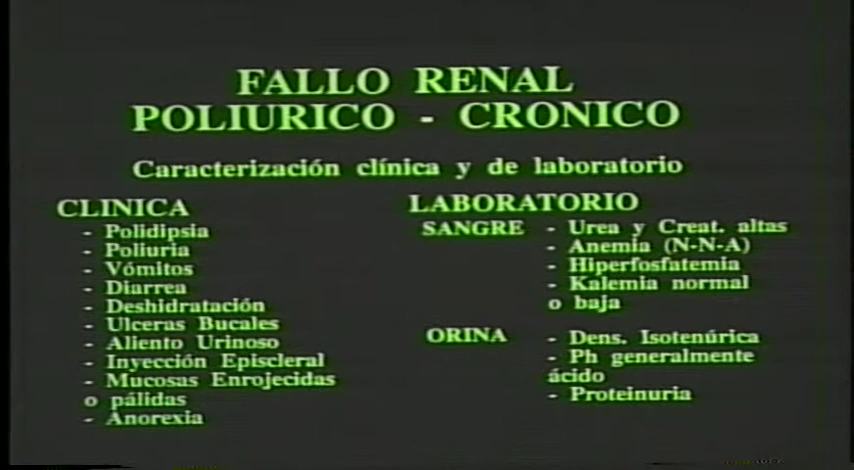 FALLO RENAL
POLIURICO - CRONICO
Caracterización clínica y de laboratorio
CLINICA
- Polidipsia
- Poliuria
- Vómitos
- Diarrea
- Deshidratación
- Ulceras Bucales
- Aliento Urinoso
- Inyección Episcleral
- Mucosas Enrojecidas
o pálidas
- Anorexia
LABORATORIO
SANGRE - Urea y Creat. altas
- Anemia (N-N-A)
- Hiperfosfatemia
- Kalemia normal
o baja
ORINA - Dens. Isotenúrica
- Ph generalmente
ácido
- Proteinuria